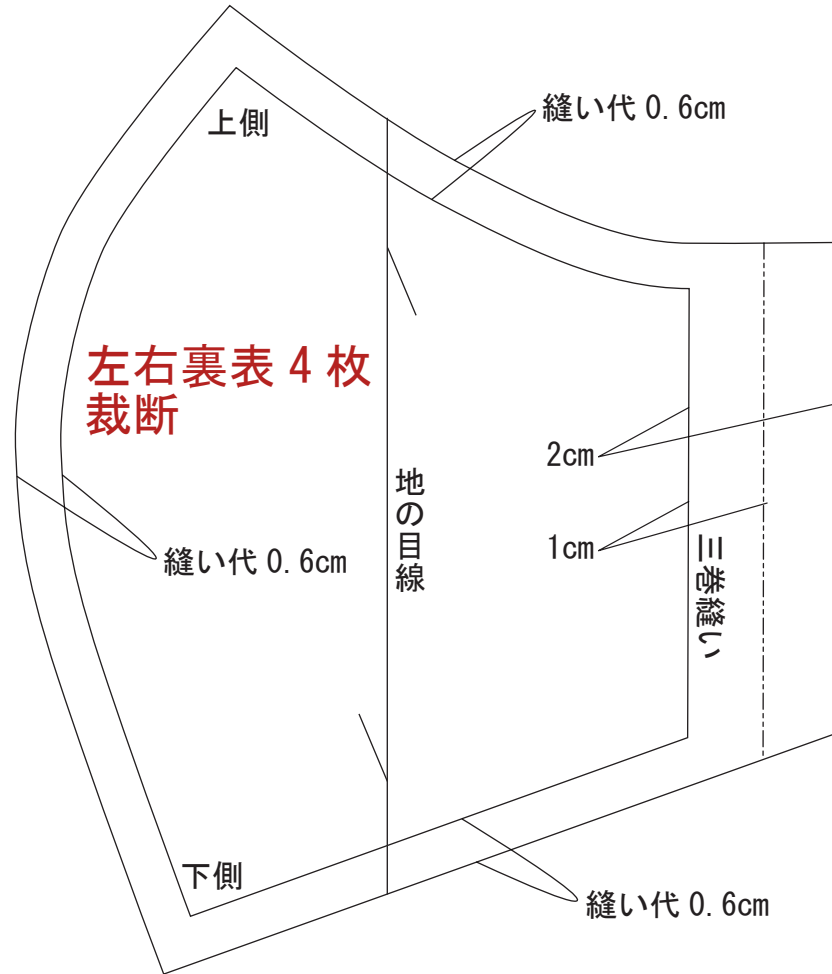 縫い代 0.6cm
上側
左右裏表 4 枚
裁断
2cm
地の目線
1cm
三巻縫い
縫い代 0.6cm
下側
縫い代 0.6cm